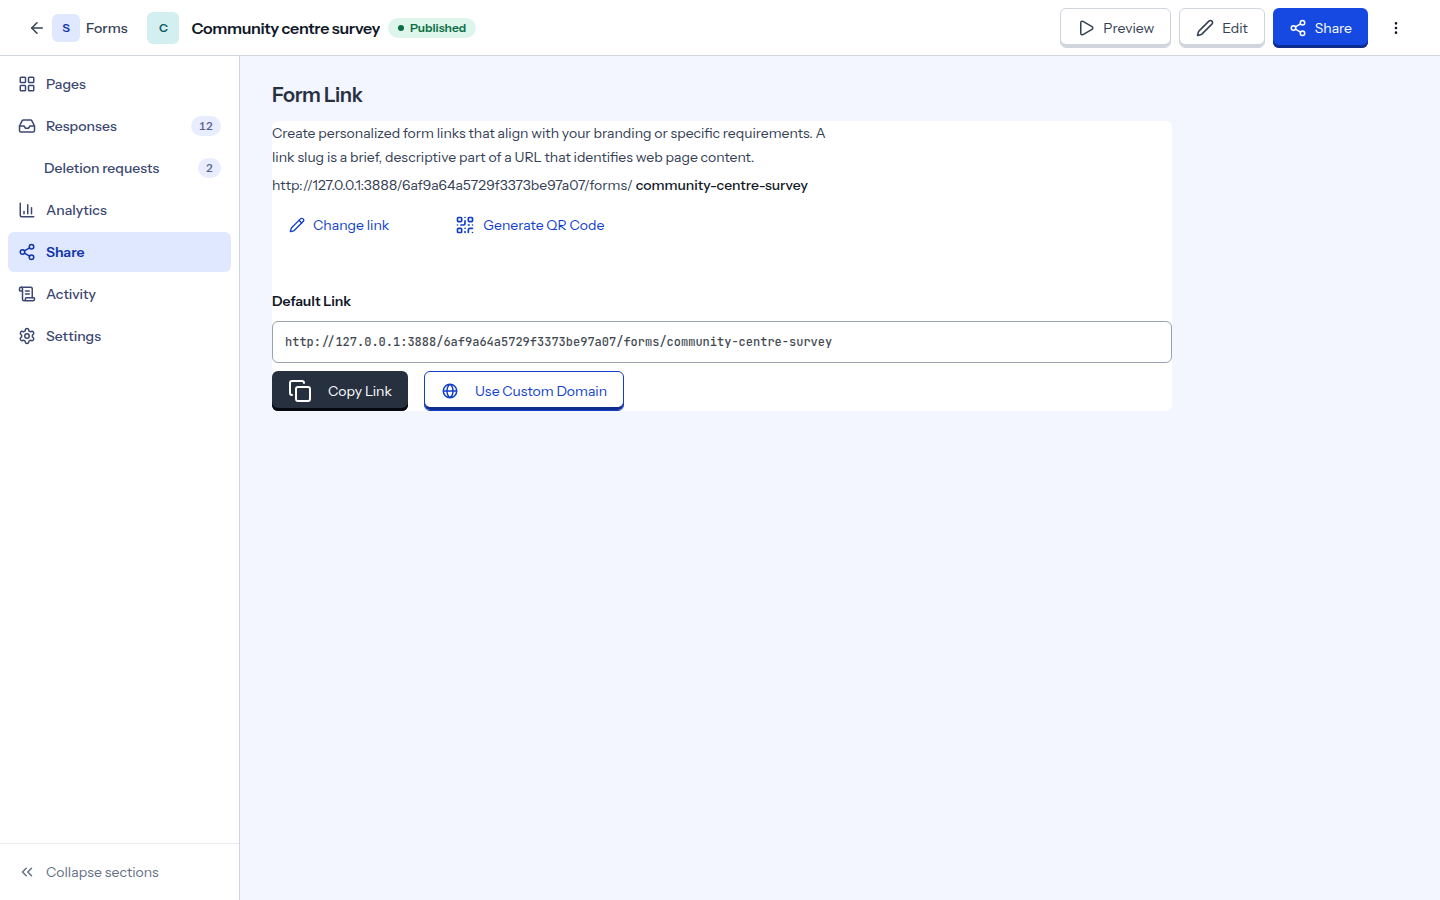 S Forms C Community centre survey Published Preview Edit Share
Pages
Responses 12
Deletion requests 2
Analytics
Share
Activity
Settings
Collapse sections
Form Link
Create personalized form links that align with your branding or specific requirements. A
link slug is a brief, descriptive part of a URL that identifies web page content.
http://127.0.0.1:3888/6af9a64a5729f3373be97a07/forms/ community-centre-survey
Change link Generate QR Code
Default Link
http://127.0.0.1:3888/6af9a64a5729f3373be97a07/forms/community-centre-survey
Copy Link Use Custom Domain